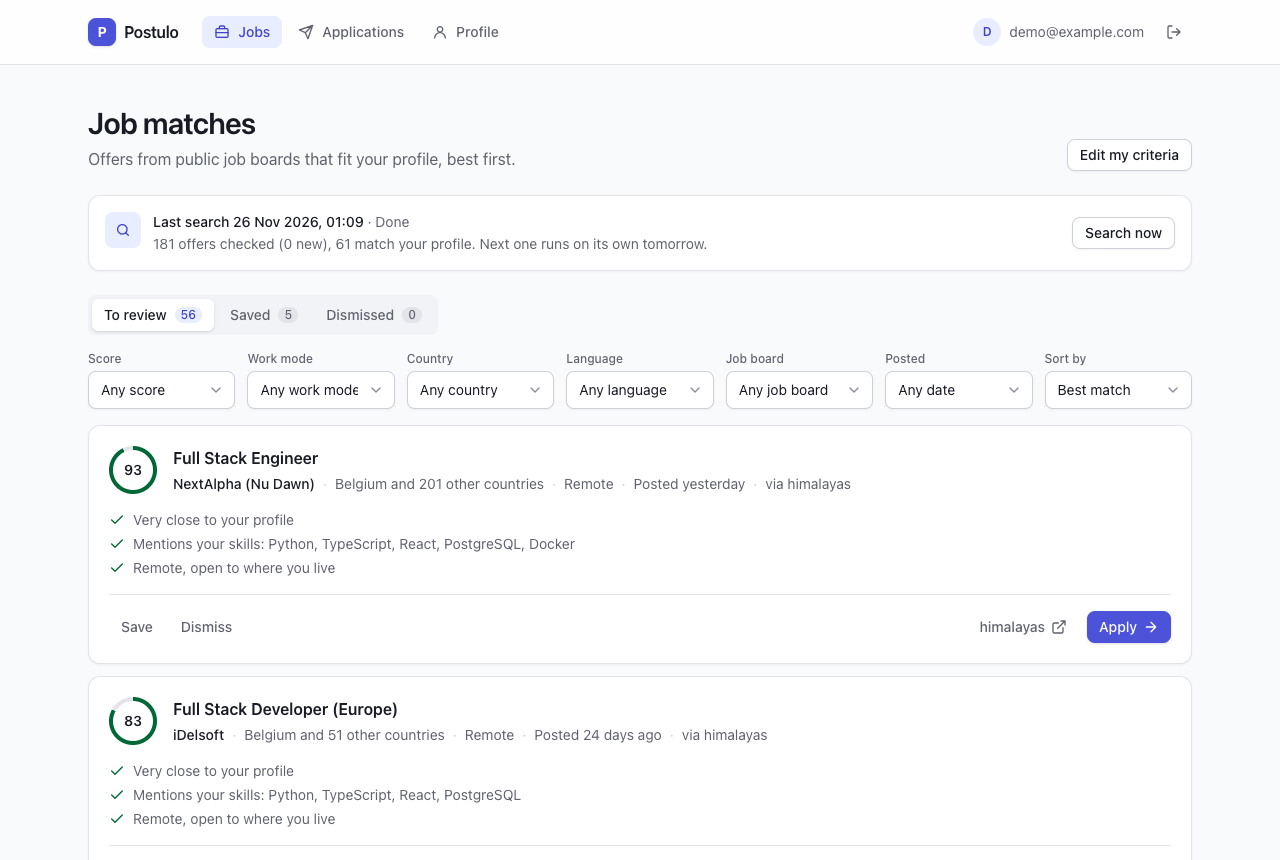 P Postulo Jobs Applications Profile D demo@example.com
Job matches
Offers from public job boards that fit your profile, best first.
Edit my criteria
Last search 26 Nov 2026, 01:09 · Done
181 offers checked (0 new), 61 match your profile. Next one runs on its own tomorrow.
Search now
To review 56 Saved 5 Dismissed 0
Score Work mode Country Language Job board Posted Sort by
Any score Any work mode Any country Any language Any job board Any date Best match
93
Full Stack Engineer
NextAlpha (Nu Dawn) · Belgium and 201 other countries · Remote · Posted yesterday · via himalayas
Very close to your profile
Mentions your skills: Python, TypeScript, React, PostgreSQL, Docker
Remote, open to where you live
Save Dismiss himalayas Apply
83
Full Stack Developer (Europe)
iDelsoft · Belgium and 51 other countries · Remote · Posted 24 days ago · via himalayas
Very close to your profile
Mentions your skills: Python, TypeScript, React, PostgreSQL
Remote, open to where you live